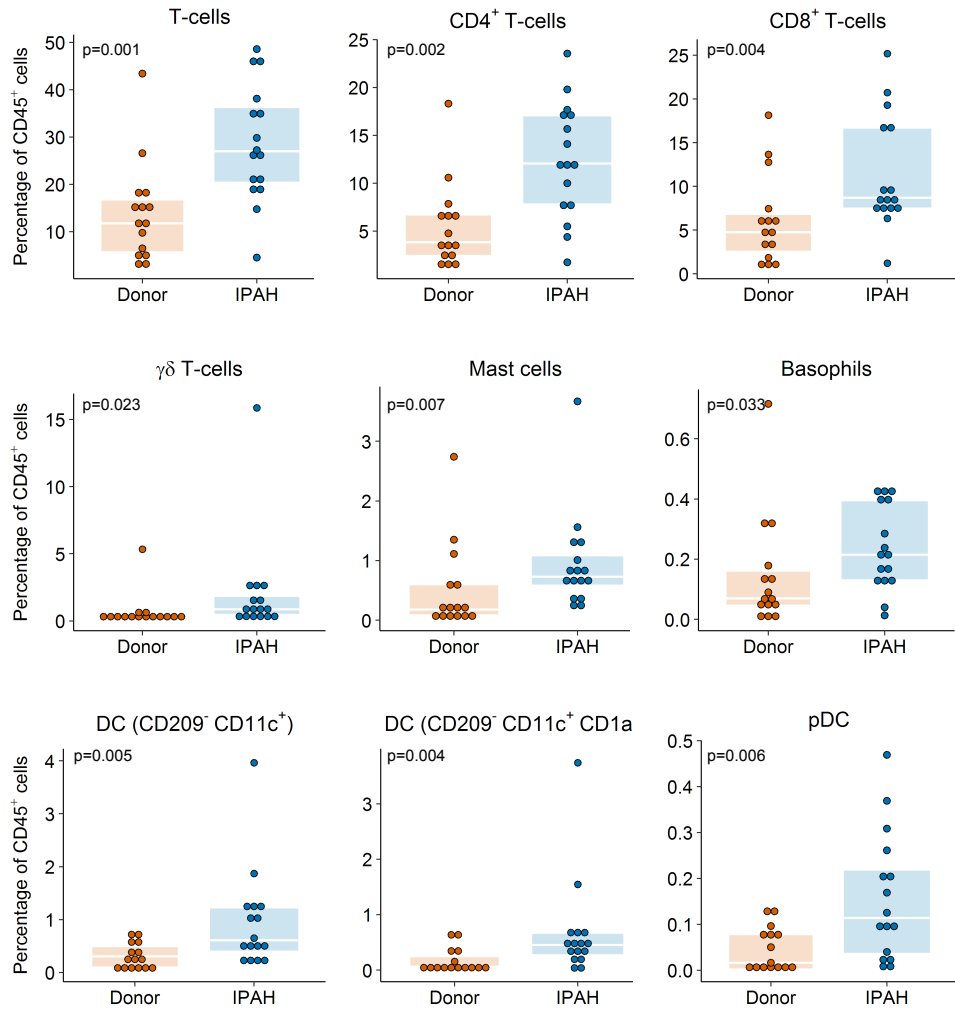 T-cells
CD4⁺ T-cells
CD8⁺ T-cells
Percentage of CD45⁺ cells
p=0.001
50
40
30
20
10
Donor
IPAH
p=0.002
25
20
15
10
5
Donor
IPAH
p=0.004
25
20
15
10
5
0
Donor
IPAH
γδ T-cells
Mast cells
Basophils
Percentage of CD45⁺ cells
p=0.023
15
10
5
0
Donor
IPAH
p=0.007
3
2
1
0
Donor
IPAH
p=0.033
0.6
0.4
0.2
0.0
Donor
IPAH
DC (CD209⁻ CD11c⁺)
DC (CD209⁻ CD11c⁺ CD1a
pDC
Percentage of CD45⁺ cells
p=0.005
4
3
2
1
0
Donor
IPAH
p=0.004
3
2
1
0
Donor
IPAH
p=0.006
0.5
0.4
0.3
0.2
0.1
0.0
Donor
IPAH